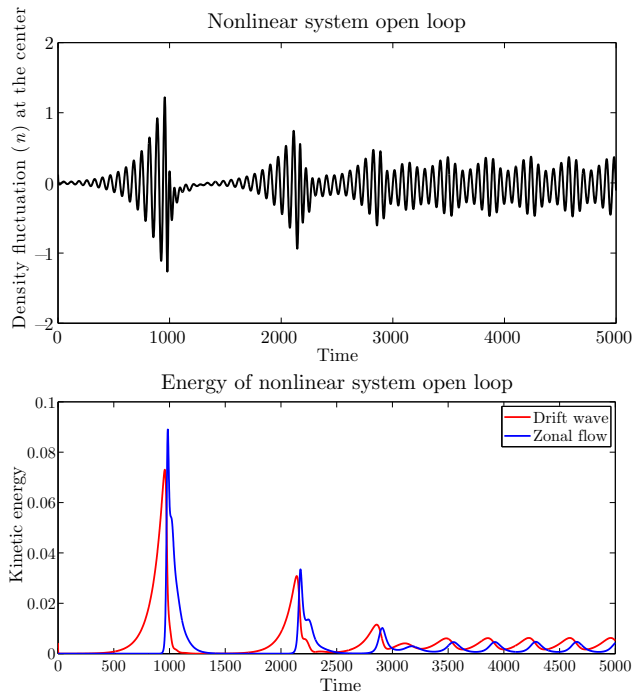 Nonlinear system open loop
Density fluctuation (n) at the center
2
1
0
−1
−2
0 1000 2000 3000 4000 5000
Time
Energy of nonlinear system open loop
Kinetic energy
0.1
0.08
0.06
0.04
0.02
0
Drift wave
Zonal flow
0 500 1000 1500 2000 2500 3000 3500 4000 4500 5000
Time